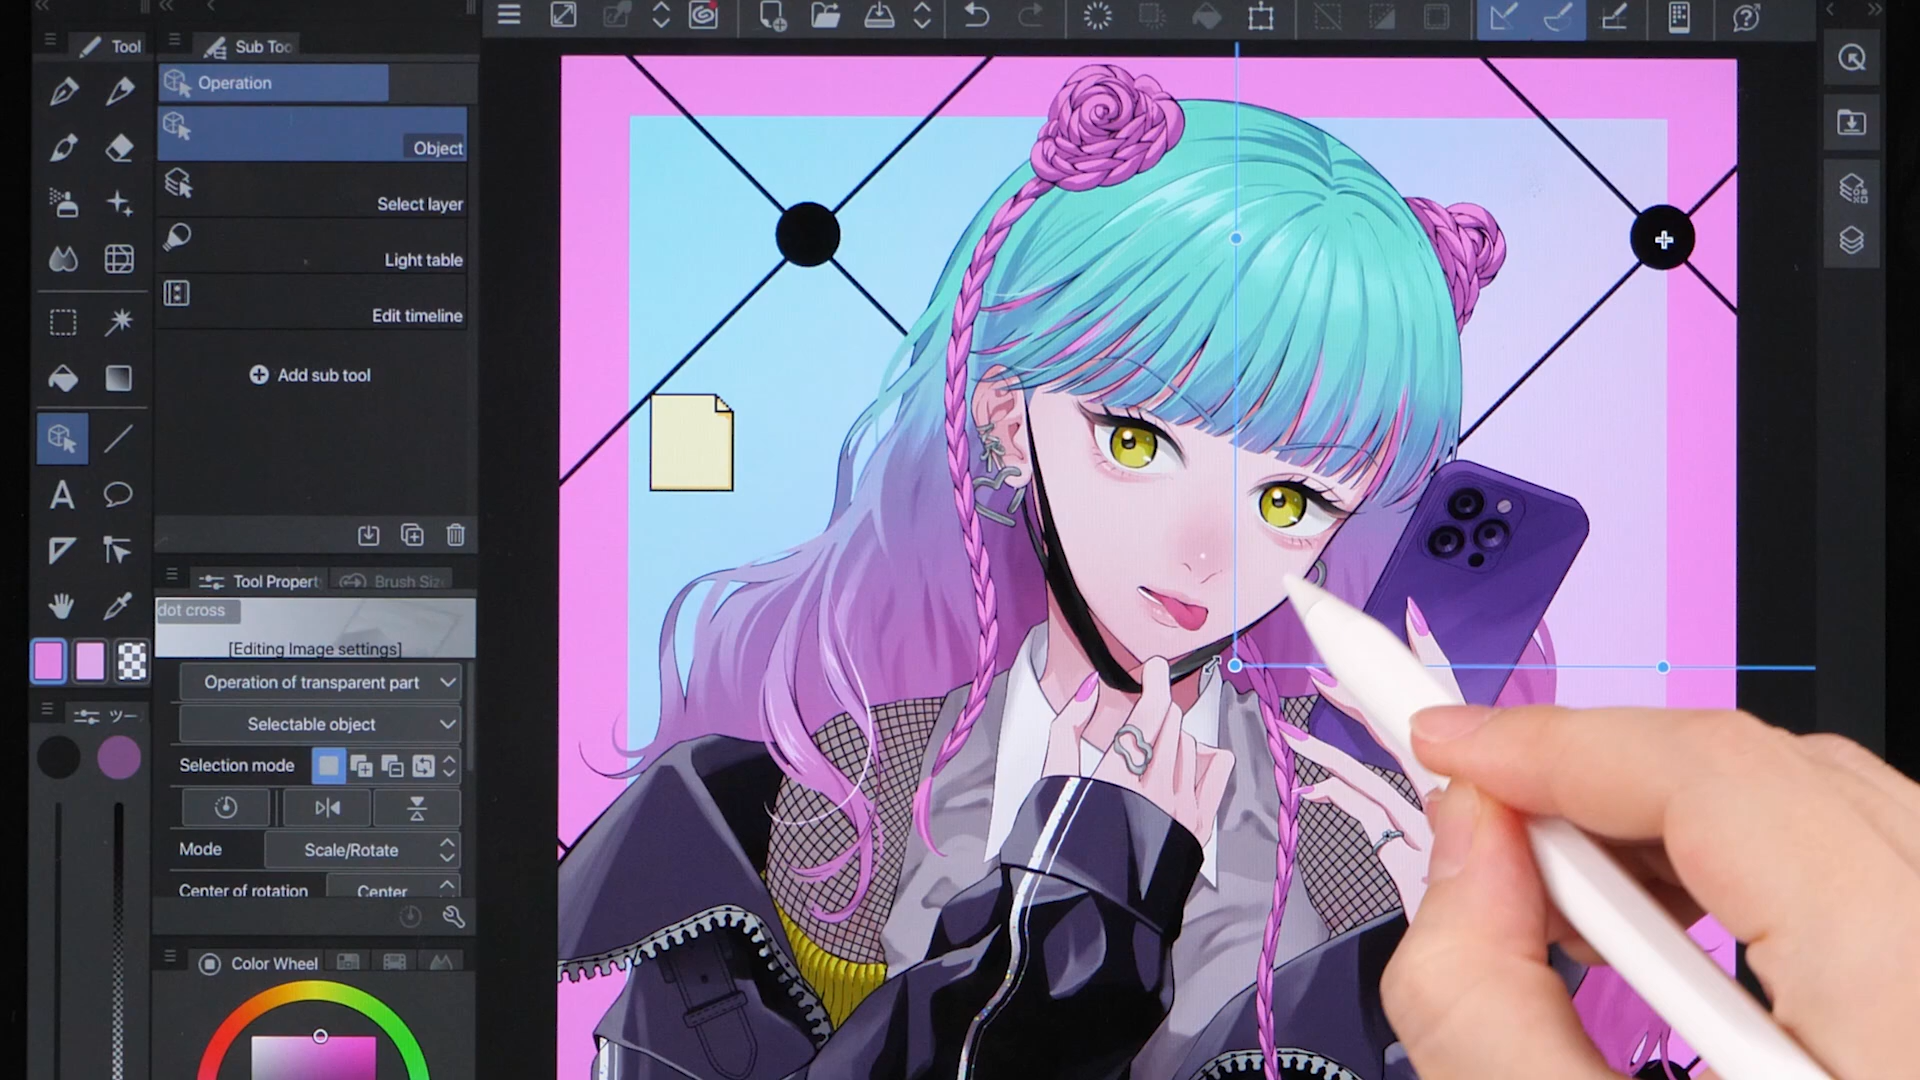 Tool
Sub Too
Operation
Object
Select layer
Light table
Edit timeline
Add sub tool
A
Tool Propert
Brush Siz
dot cross
[Editing Image settings]
Operation of transparent part
Selectable object
Selection mode
ツー
Mode
Scale/Rotate
Center of rotation
Center
Color Wheel